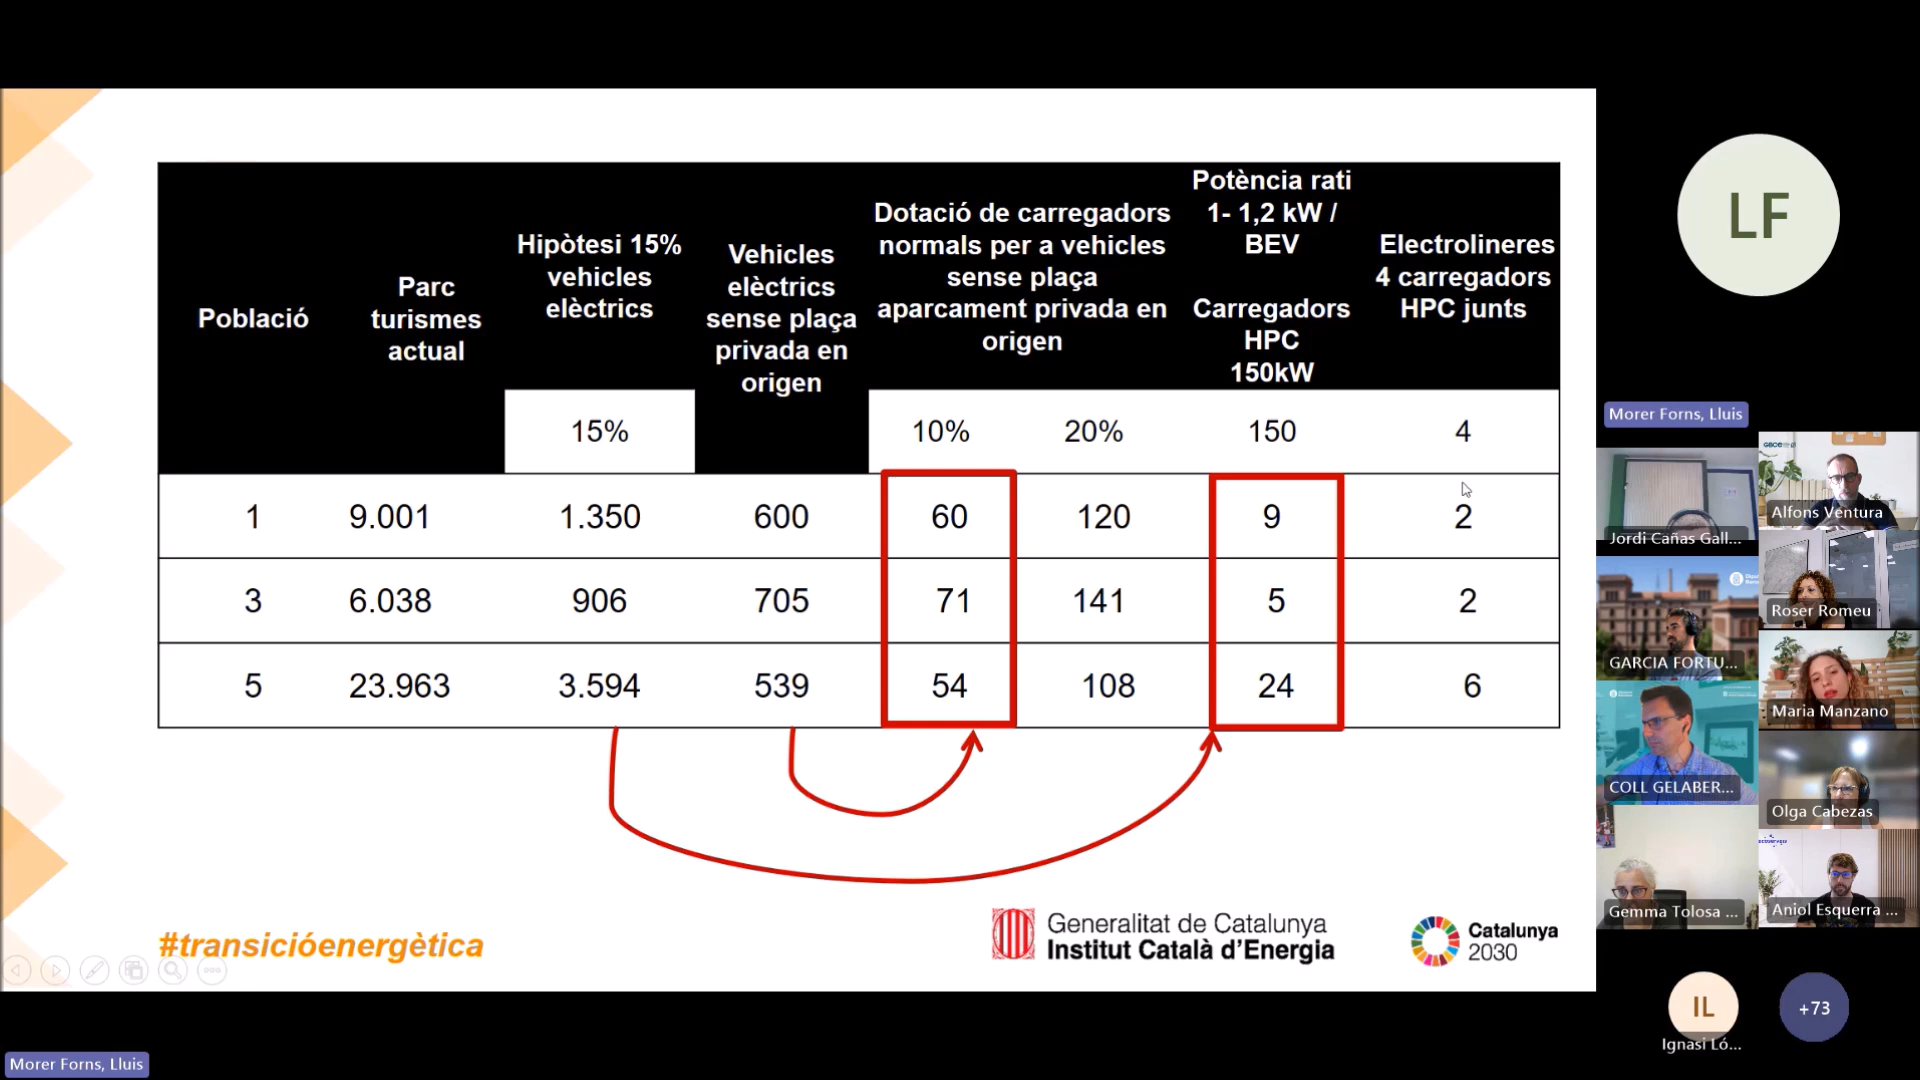 Població
Parc
turismes
actual
Hipòtesi 15%
vehicles
elèctrics
Vehicles
elèctrics
sense plaça
privada en
origen
Dotació de carregadors
normals per a vehicles
sense plaça
aparcament privada en
origen
Potència rati
1- 1,2 kW /
BEV
Carregadors
HPC
150kW
Electrolineres
4 carregadors
HPC junts
15% 10% 20% 150 4
1 9.001 1.350 600 60 120 9 2
3 6.038 906 705 71 141 5 2
5 23.963 3.594 539 54 108 24 6
#transicióenergètica
Generalitat de Catalunya
Institut Català d'Energia
Catalunya
2030
Morer Forns, Lluis
LF
Morer Forns, Lluis
Jordi Cañas Gall...
Alfons Ventura
GARCIA FORTU...
Roser Romeu
COLL GELABER...
Maria Manzano
Gemma Tolosa ...
Olga Cabezas
Aniol Esquerra ...
IL
Ignasi Ló...
+73